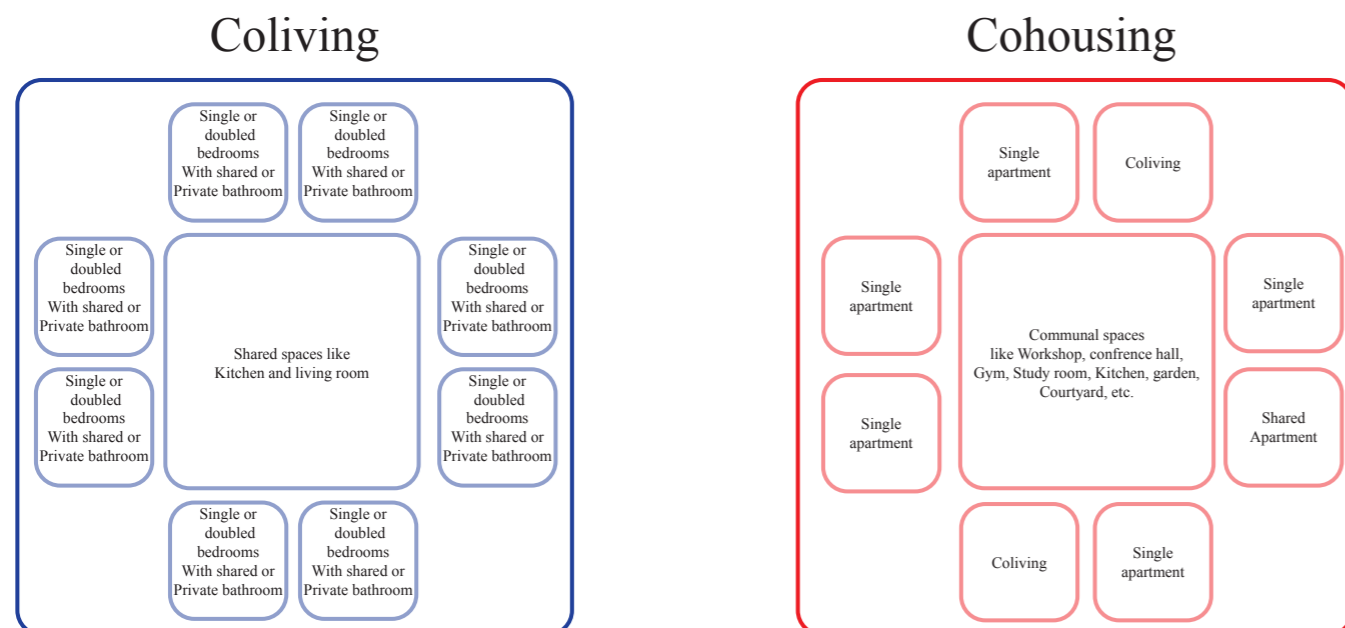 Coliving
Single or
doubled
bedrooms
With shared or
Private bathroom
Single or
doubled
bedrooms
With shared or
Private bathroom
Single or
doubled
bedrooms
With shared or
Private bathroom
Single or
doubled
bedrooms
With shared or
Private bathroom
Shared spaces like
Kitchen and living room
Single or
doubled
bedrooms
With shared or
Private bathroom
Single or
doubled
bedrooms
With shared or
Private bathroom
Single or
doubled
bedrooms
With shared or
Private bathroom
Single or
doubled
bedrooms
With shared or
Private bathroom
Cohousing
Single
apartment
Coliving
Single
apartment
Single
apartment
Communal spaces
like Workshop, confrence hall,
Gym, Study room, Kitchen, garden,
Courtyard, etc.
Single
apartment
Shared
Apartment
Coliving
Single
apartment